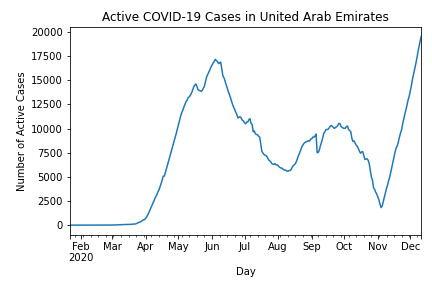 Active COVID-19 Cases in United Arab Emirates
Number of Active Cases
20000
17500
15000
12500
10000
7500
5000
2500
0
Feb Mar Apr May Jun Jul Aug Sep Oct Nov Dec
2020
Day